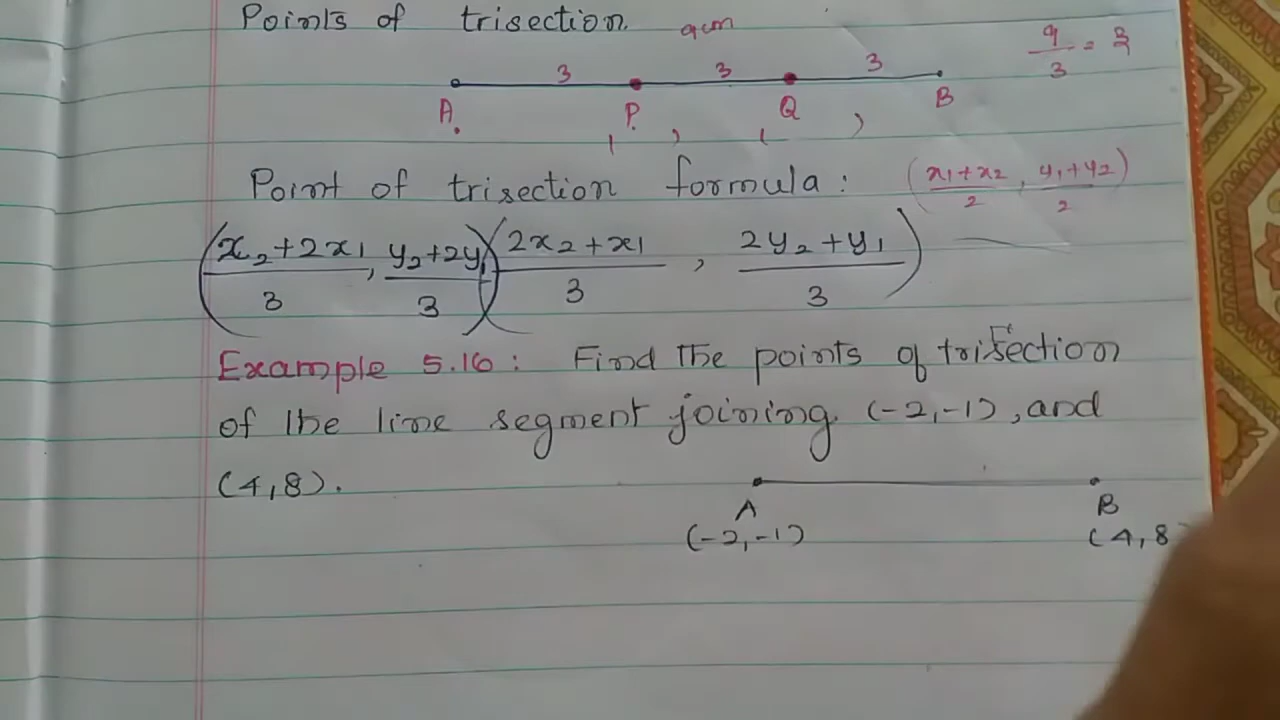 Points of trisection 9cm
9/3 = 3
3 3 3
A P Q B
( , ) ( , )
Point of trisection formula : (x₁+x₂/2 , y₁+y₂/2)
(x₂+2x₁/3 , y₂+2y₁/3) (2x₂+x₁/3 , 2y₂+y₁/3)
Example 5.16 : Find the points of trisection
of the line segment joining (-2,-1) , and
(4,8).
A B
(-2,-1) (4,8